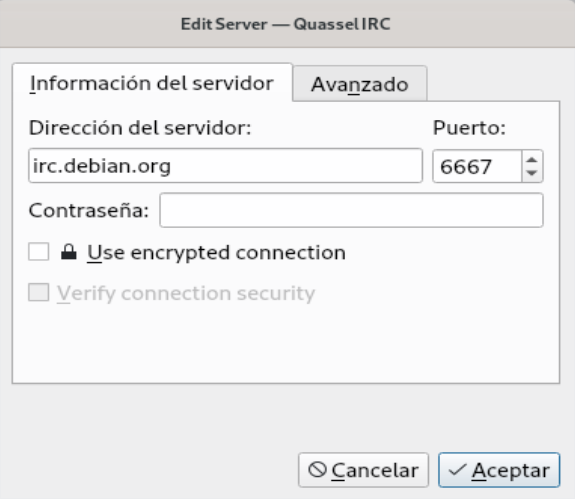 Edit Server — Quassel IRC
Información del servidor
Avanzado
Dirección del servidor:
Puerto:
irc.debian.org
6667
Contraseña:
Use encrypted connection
Verify connection security
Cancelar
Aceptar